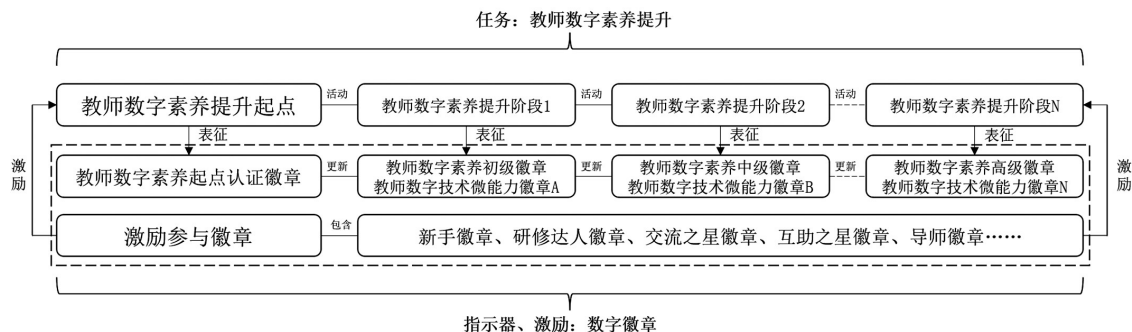 任务：教师数字素养提升
教师数字素养提升起点
活动
教师数字素养提升阶段1
活动
教师数字素养提升阶段2
活动
教师数字素养提升阶段N
表征
表征
表征
表征
激励
激励
教师数字素养起点认证徽章
更新
教师数字素养初级徽章
教师数字技术微能力徽章A
更新
教师数字素养中级徽章
教师数字技术微能力徽章B
更新
教师数字素养高级徽章
教师数字技术微能力徽章N
激励参与徽章
包含
新手徽章、研修达人徽章、交流之星徽章、互助之星徽章、导师徽章……
指示器、激励：数字徽章